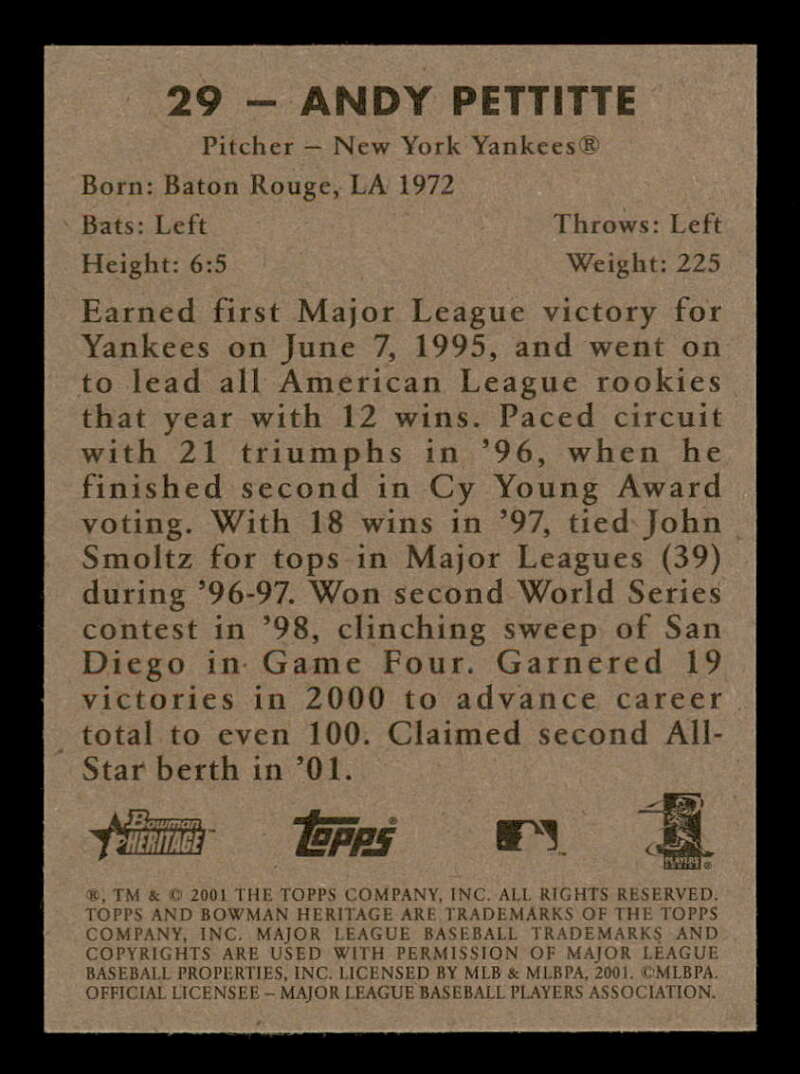 29 – ANDY PETTITTE
Pitcher – New York Yankees®
Born: Baton Rouge, LA 1972
Bats: Left Throws: Left
Height: 6:5 Weight: 225
Earned first Major League victory for
Yankees on June 7, 1995, and went on
to lead all American League rookies
that year with 12 wins. Paced circuit
with 21 triumphs in ’96, when he
finished second in Cy Young Award
voting. With 18 wins in ’97, tied John
Smoltz for tops in Major Leagues (39)
during ’96-97. Won second World Series
contest in ’98, clinching sweep of San
Diego in Game Four. Garnered 19
victories in 2000 to advance career
total to even 100. Claimed second All-
Star berth in ’01.
Bowman HERITAGE™ Topps® PLAYERS ®
®, TM & © 2001 THE TOPPS COMPANY, INC. ALL RIGHTS RESERVED.
TOPPS AND BOWMAN HERITAGE ARE TRADEMARKS OF THE TOPPS
COMPANY, INC. MAJOR LEAGUE BASEBALL TRADEMARKS AND
COPYRIGHTS ARE USED WITH PERMISSION OF MAJOR LEAGUE
BASEBALL PROPERTIES, INC. LICENSED BY MLB & MLBPA, 2001. ©MLBPA.
OFFICIAL LICENSEE – MAJOR LEAGUE BASEBALL PLAYERS ASSOCIATION.